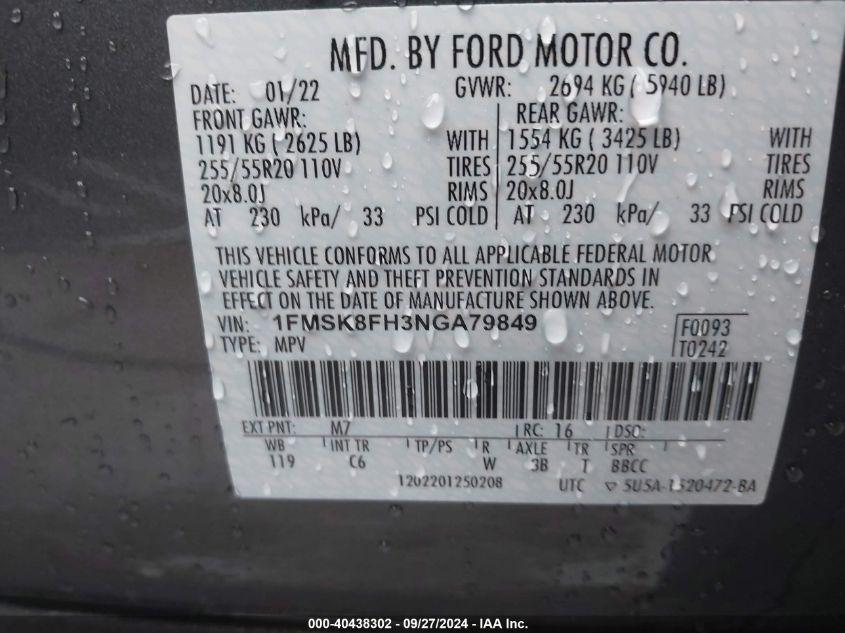 MFD. BY FORD MOTOR CO.
DATE: 01/22 GVWR: 2694 KG ( 5940 LB)
FRONT GAWR: REAR GAWR:
1191 KG ( 2625 LB) WITH 1554 KG ( 3425 LB) WITH
255/55R20 110V TIRES 255/55R20 110V TIRES
20x8.0J RIMS 20x8.0J RIMS
AT 230 kPa/ 33 PSI COLD AT 230 kPa/ 33 PSI COLD
THIS VEHICLE CONFORMS TO ALL APPLICABLE FEDERAL MOTOR
VEHICLE SAFETY AND THEFT PREVENTION STANDARDS IN
EFFECT ON THE DATE OF MANUFACTURE SHOWN ABOVE.
VIN: 1FMSK8FH3NGA79849 F0093
TYPE: MPV T0242
EXT PNT: M7 RC: 16 DSO:
WB INT TR TP/PS R AXLE TR SPR
119 C6 W 3B T BBCC
1202201250208 UTC 5U5A-1520472-BA
000-40438302 - 09/27/2024 - IAA Inc.